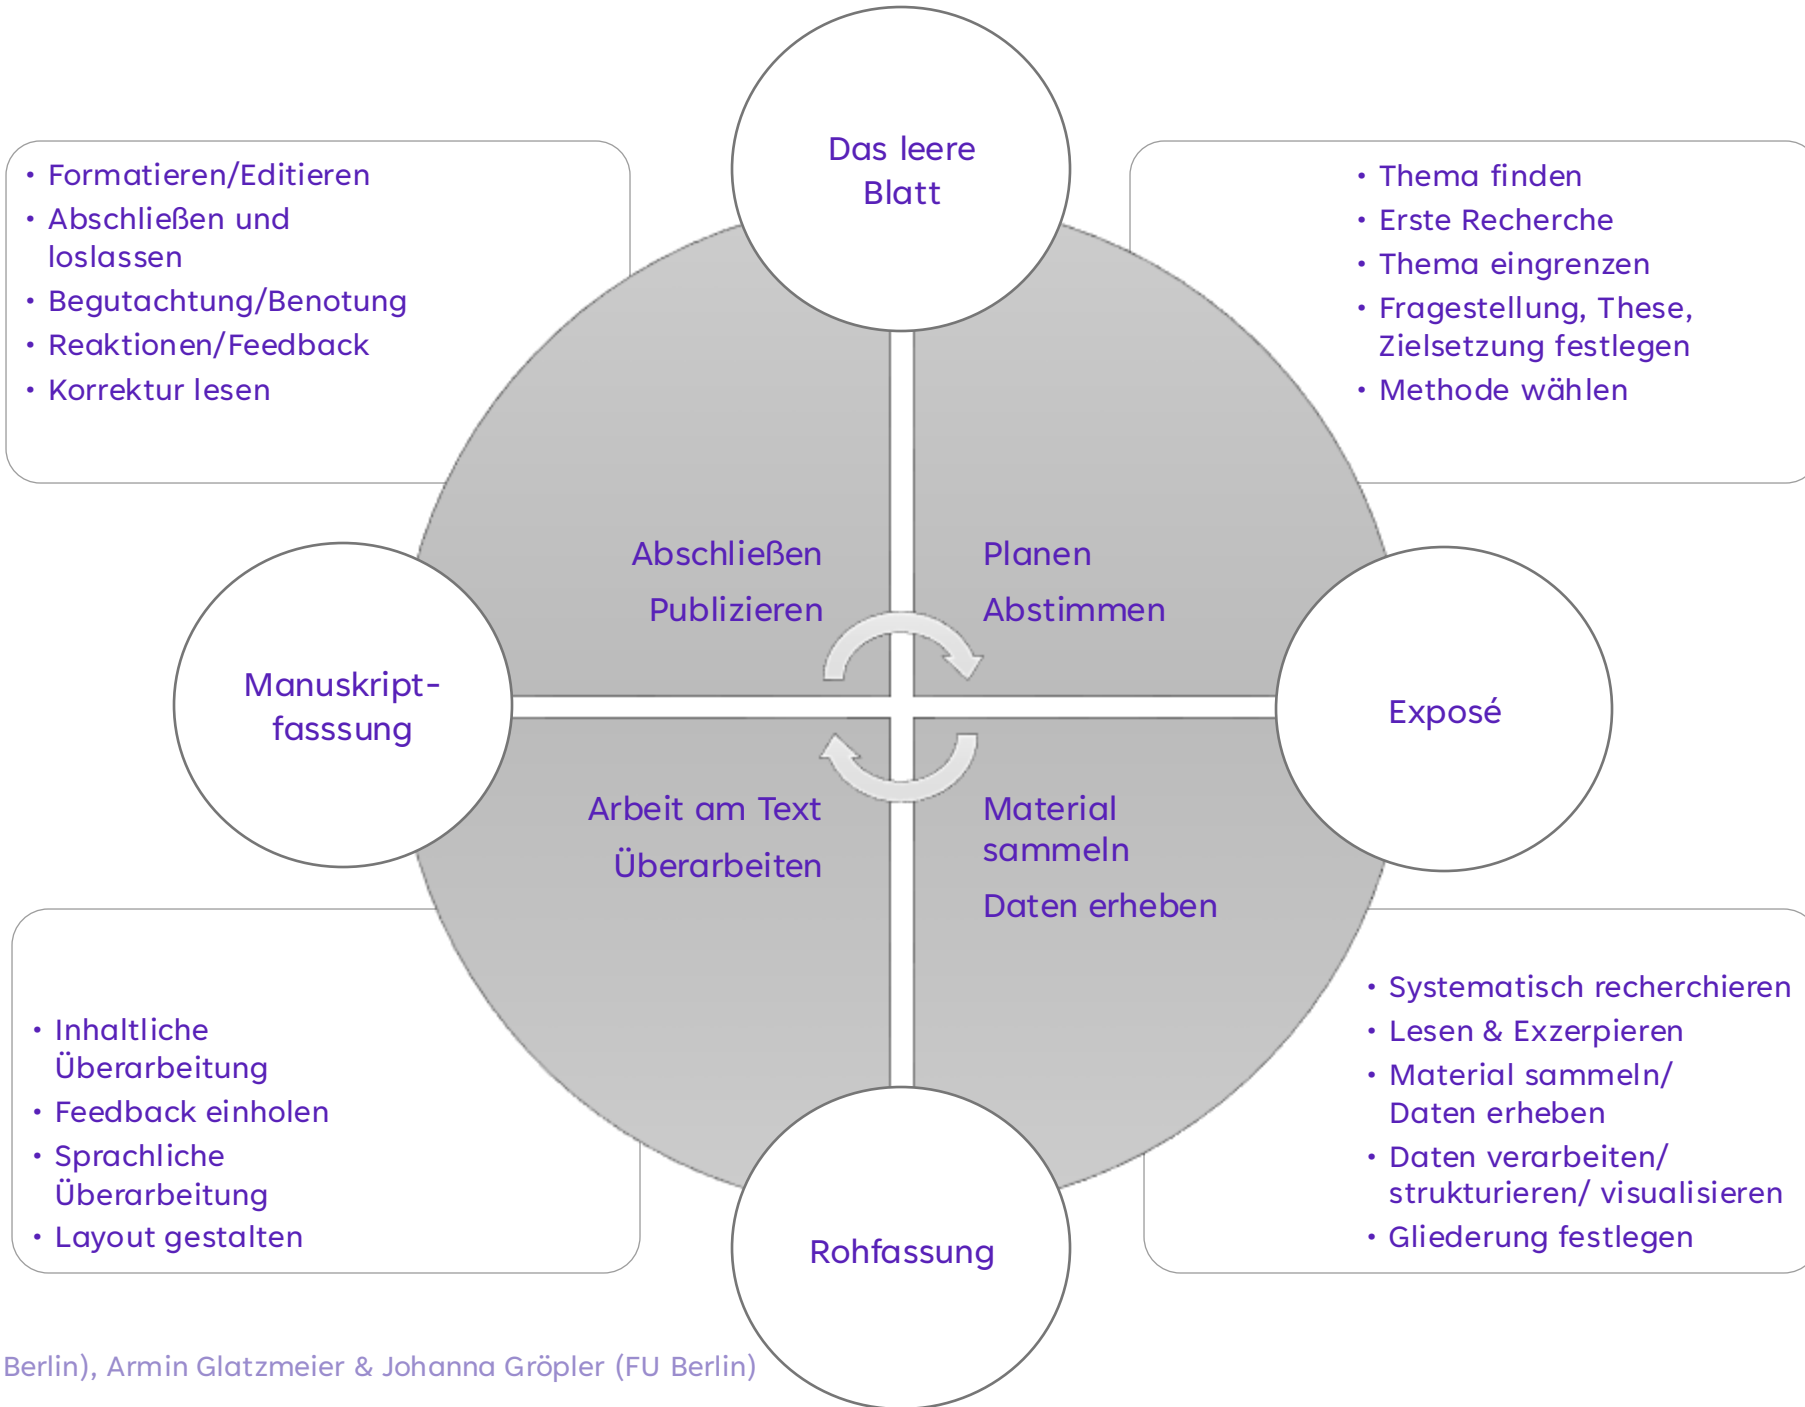 Das leere
Blatt
• Formatieren/Editieren
• Abschließen und
loslassen
• Begutachtung/Benotung
• Reaktionen/Feedback
• Korrektur lesen
• Thema finden
• Erste Recherche
• Thema eingrenzen
• Fragestellung, These,
Zielsetzung festlegen
• Methode wählen
Abschließen
Publizieren
Planen
Abstimmen
Manuskript-
fasssung
Exposé
Arbeit am Text
Überarbeiten
Material
sammeln
Daten erheben
• Inhaltliche
Überarbeitung
• Feedback einholen
• Sprachliche
Überarbeitung
• Layout gestalten
• Systematisch recherchieren
• Lesen & Exzerpieren
• Material sammeln/
Daten erheben
• Daten verarbeiten/
strukturieren/ visualisieren
• Gliederung festlegen
Rohfassung
Berlin), Armin Glatzmeier & Johanna Gröpler (FU Berlin)